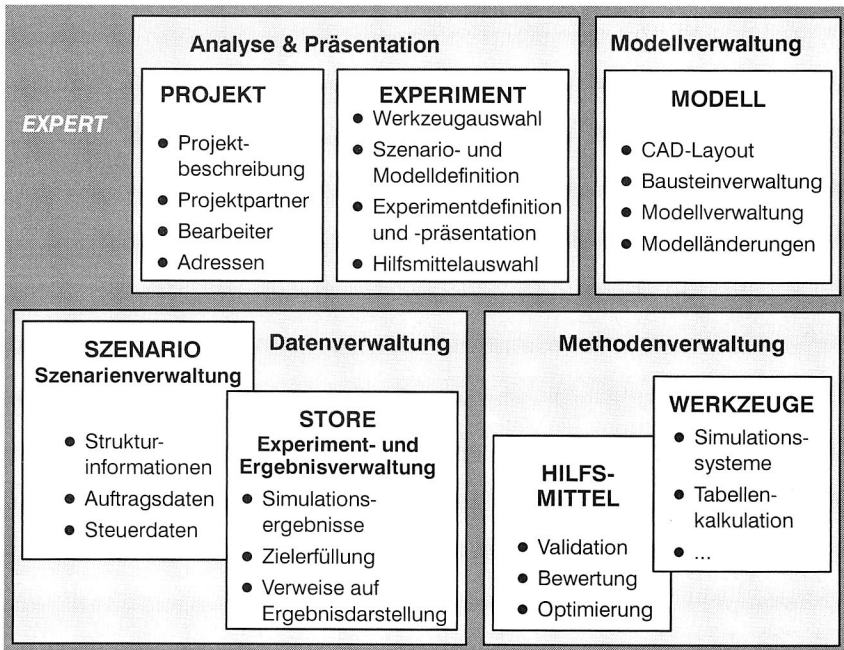 EXPERT
Analyse & Präsentation
PROJEKT
• Projekt-
beschreibung
• Projektpartner
• Bearbeiter
• Adressen
EXPERIMENT
• Werkzeugauswahl
• Szenario- und
Modelldefinition
• Experimentdefinition
und -präsentation
• Hilfsmittelauswahl
Modellverwaltung
MODELL
• CAD-Layout
• Bausteinverwaltung
• Modellverwaltung
• Modelländerungen
Datenverwaltung
SZENARIO
Szenarienverwaltung
• Struktur-
informationen
• Auftragsdaten
• Steuerdaten
STORE
Experiment- und
Ergebnisverwaltung
• Simulations-
ergebnisse
• Zielerfüllung
• Verweise auf
Ergebnisdarstellung
Methodenverwaltung
HILFS-
MITTEL
• Validation
• Bewertung
• Optimierung
WERKZEUGE
• Simulations-
systeme
• Tabellen-
kalkulation
• ...